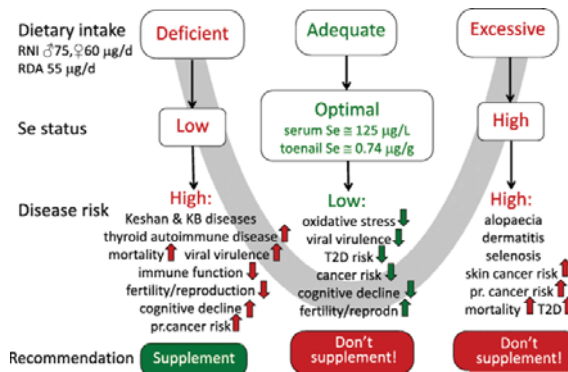 Dietary intake
RNI ♂75,♀60 µg/d
RDA 55 µg/d
Deficient
Adequate
Excessive
Se status
Low
Optimal
serum Se ≅ 125 µg/L
toenail Se ≅ 0.74 µg/g
High
Disease risk
High:
Keshan & KB diseases
thyroid autoimmune disease
mortality viral virulence
immune function
fertility/reproduction
cognitive decline
pr.cancer risk
Low:
oxidative stress
viral virulence
T2D risk
cancer risk
cognitive decline
fertility/reprodn
High:
alopaecia
dermatitis
selenosis
skin cancer risk
pr. cancer risk
mortality T2D
Recommendation
Supplement
Don't
supplement!
Don't
supplement!